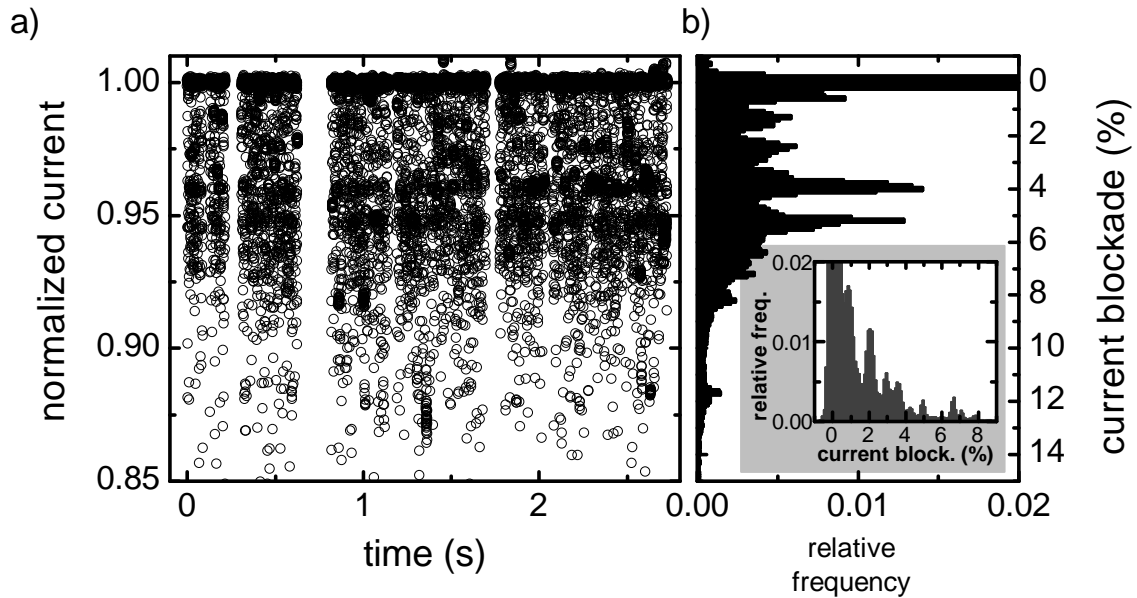 a)
b)
normalized current
1.00
0.95
0.90
0.85
0
1
2
time (s)
0
2
4
6
8
10
12
14
current blockade (%)
0.00
0.01
0.02
relative
frequency
relative freq.
0.02
0.01
0.00
0
2
4
6
8
current block. (%)